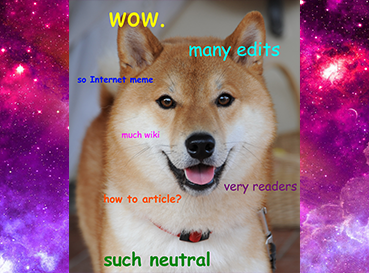 wow.
many edits
so Internet meme
much wiki
very readers
how to article?
such neutral